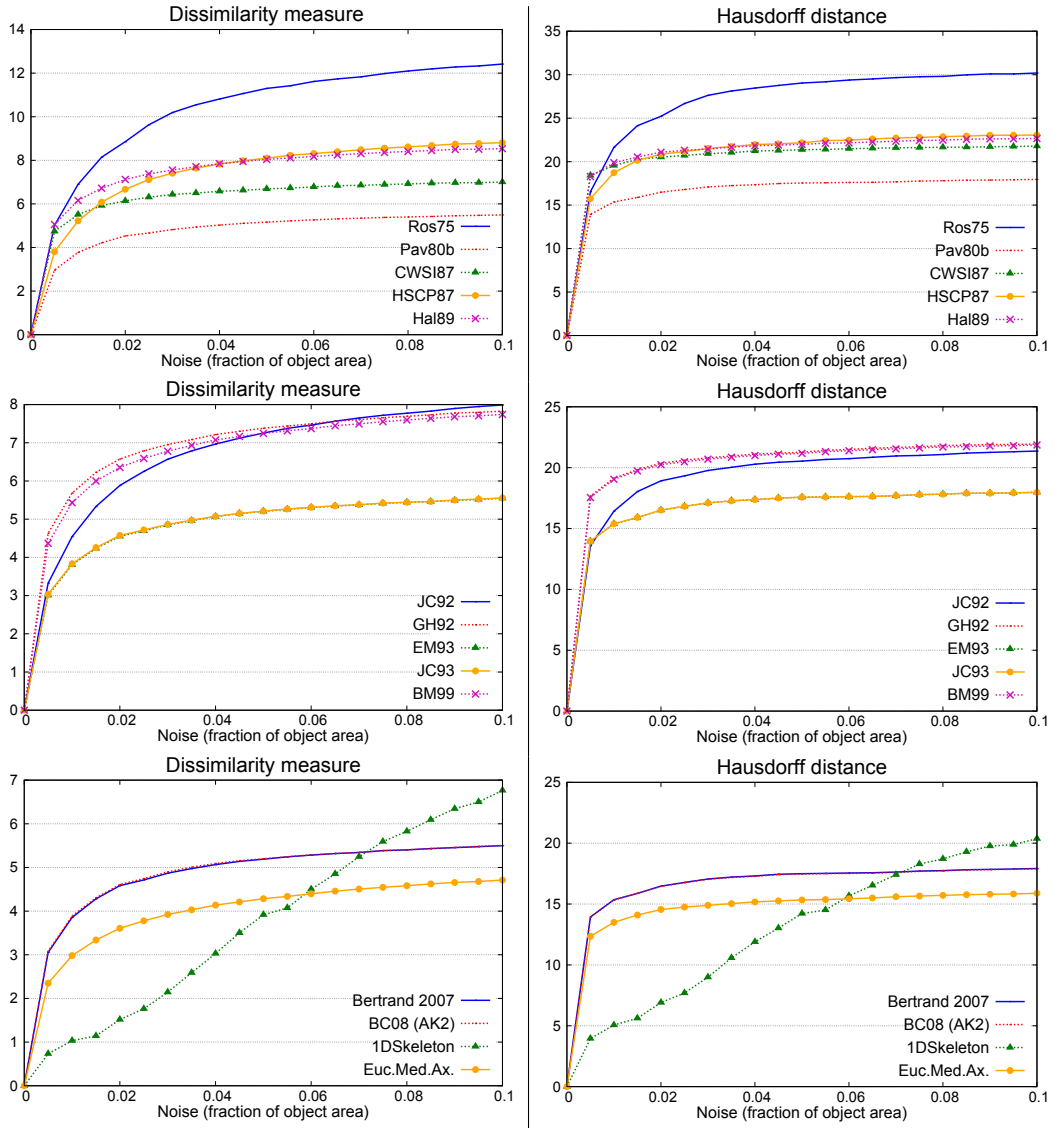 Dissimilarity measure
14
12
10
8
6
4
2
0
Ros75
Pav80b
CWSI87
HSCP87
Hal89
0 0.02 0.04 0.06 0.08 0.1
Noise (fraction of object area)
Hausdorff distance
35
30
25
20
15
10
5
0
Ros75
Pav80b
CWSI87
HSCP87
Hal89
0 0.02 0.04 0.06 0.08 0.1
Noise (fraction of object area)
Dissimilarity measure
8
7
6
5
4
3
2
1
0
JC92
GH92
EM93
JC93
BM99
0 0.02 0.04 0.06 0.08 0.1
Noise (fraction of object area)
Hausdorff distance
25
20
15
10
5
0
JC92
GH92
EM93
JC93
BM99
0 0.02 0.04 0.06 0.08 0.1
Noise (fraction of object area)
Dissimilarity measure
7
6
5
4
3
2
1
0
Bertrand 2007
BC08 (AK2)
1DSkeleton
Euc.Med.Ax.
0 0.02 0.04 0.06 0.08 0.1
Noise (fraction of object area)
Hausdorff distance
25
20
15
10
5
0
Bertrand 2007
BC08 (AK2)
1DSkeleton
Euc.Med.Ax.
0 0.02 0.04 0.06 0.08 0.1
Noise (fraction of object area)